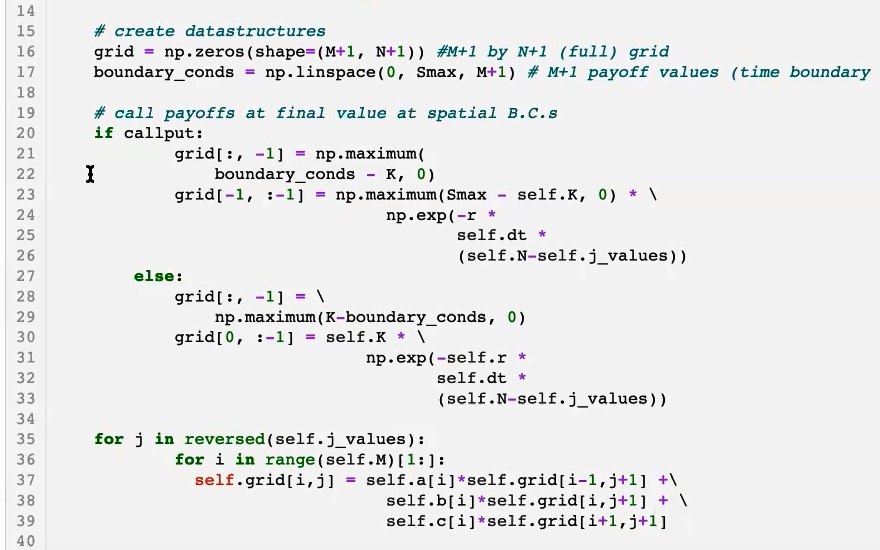 14
15 # create datastructures
16 grid = np.zeros(shape=(M+1, N+1)) #M+1 by N+1 (full) grid
17 boundary_conds = np.linspace(0, Smax, M+1) # M+1 payoff values (time boundary
18
19 # call payoffs at final value at spatial B.C.s
20 if callput:
21 grid[:, -1] = np.maximum(
22 boundary_conds - K, 0)
23 grid[-1, :-1] = np.maximum(Smax - self.K, 0) * \
24 np.exp(-r *
25 self.dt *
26 (self.N-self.j_values))
27 else:
28 grid[:, -1] = \
29 np.maximum(K-boundary_conds, 0)
30 grid[0, :-1] = self.K * \
31 np.exp(-self.r *
32 self.dt *
33 (self.N-self.j_values))
34
35 for j in reversed(self.j_values):
36 for i in range(self.M)[1:]:
37 self.grid[i,j] = self.a[i]*self.grid[i-1,j+1] +\
38 self.b[i]*self.grid[i,j+1] + \
39 self.c[i]*self.grid[i+1,j+1]
40